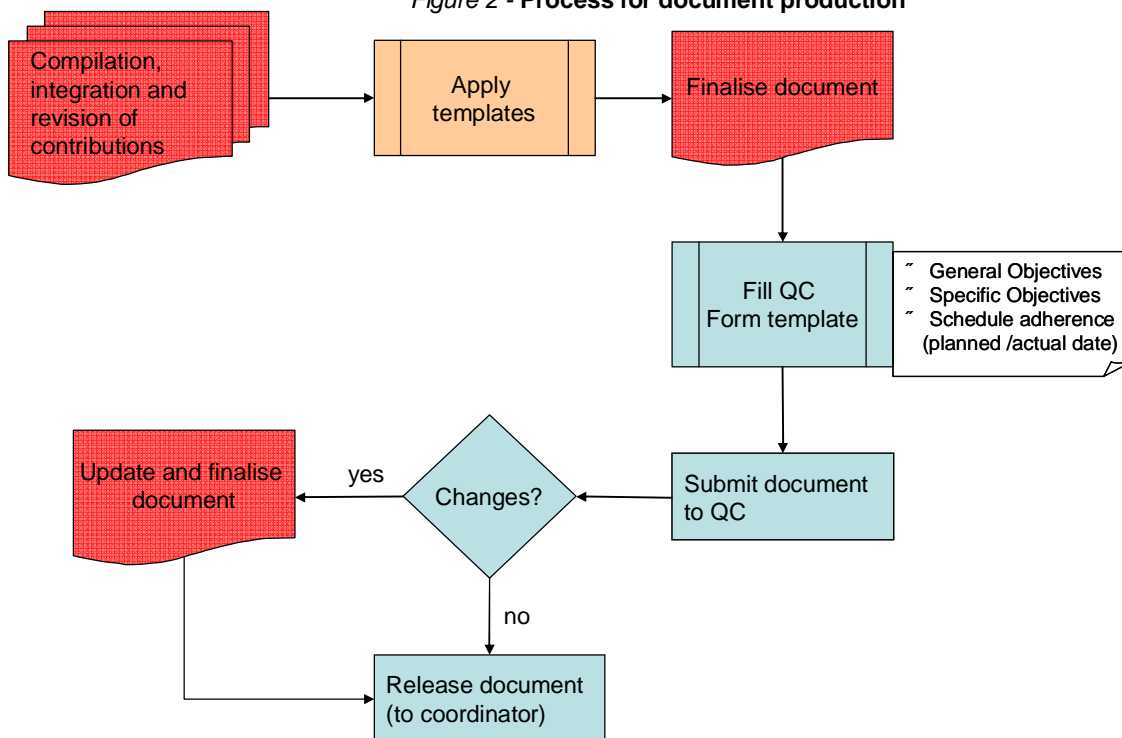 Figure 2 - Process for document production
Compilation,
integration and
revision of
contributions
Apply
templates
Finalise document
Fill QC
Form template
˝ General Objectives
˝ Specific Objectives
˝ Schedule adherence
(planned /actual date)
Submit document
to QC
Changes?
yes
Update and finalise
document
no
Release document
(to coordinator)